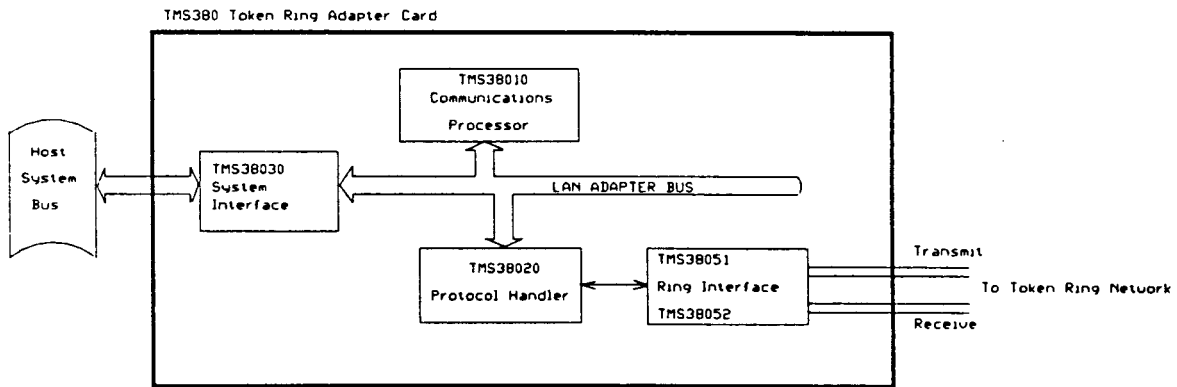 TMS380 Token Ring Adapter Card
TMS38010
Communications
Processor
Host
System
Bus
TMS38030
System
Interface
LAN ADAPTER BUS
TMS38020
Protocol Handler
TMS38051
Ring Interface
TMS38052
Transmit
To Token Ring Network
Receive